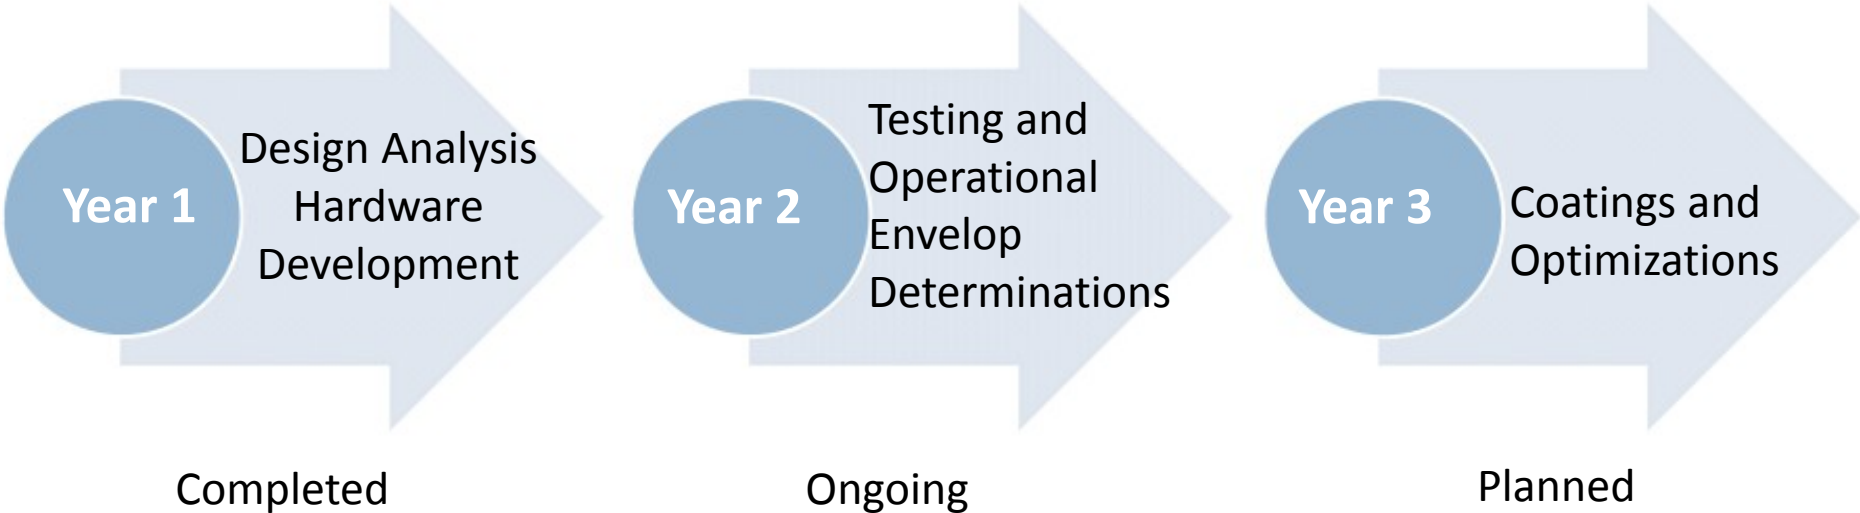 Year 1
Design Analysis
Hardware
Development
Completed
Year 2
Testing and
Operational
Envelop
Determinations
Ongoing
Year 3
Coatings and
Optimizations
Planned